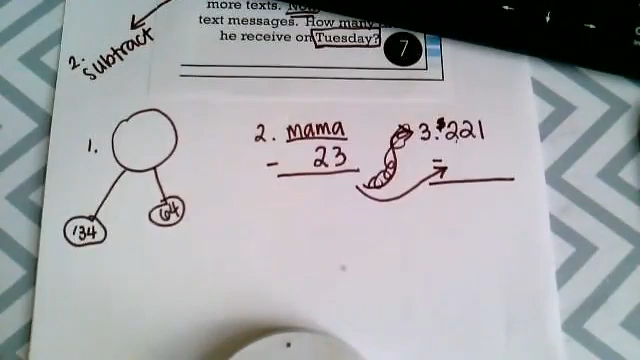 more texts.
text messages. How many
he receive on Tuesday?
7
2. subtract
1.
134
64
2. mama
- 23
3. $221
-